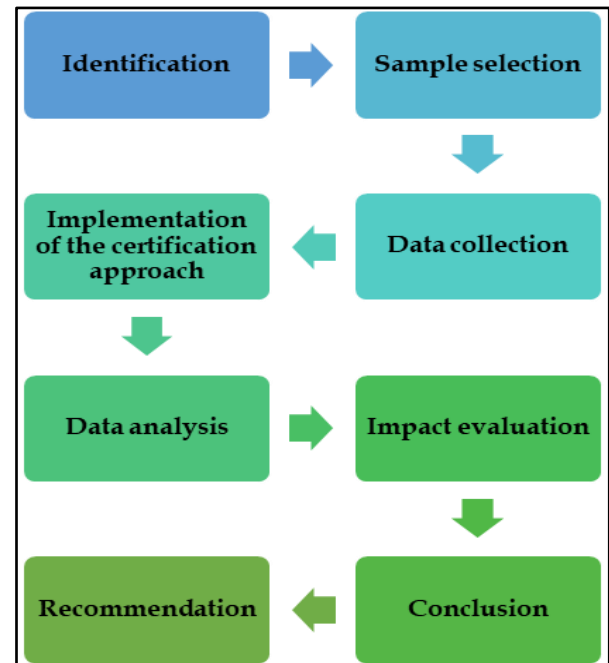 Identification
Sample selection
Implementation
of the certification
approach
Data collection
Data analysis
Impact evaluation
Recommendation
Conclusion